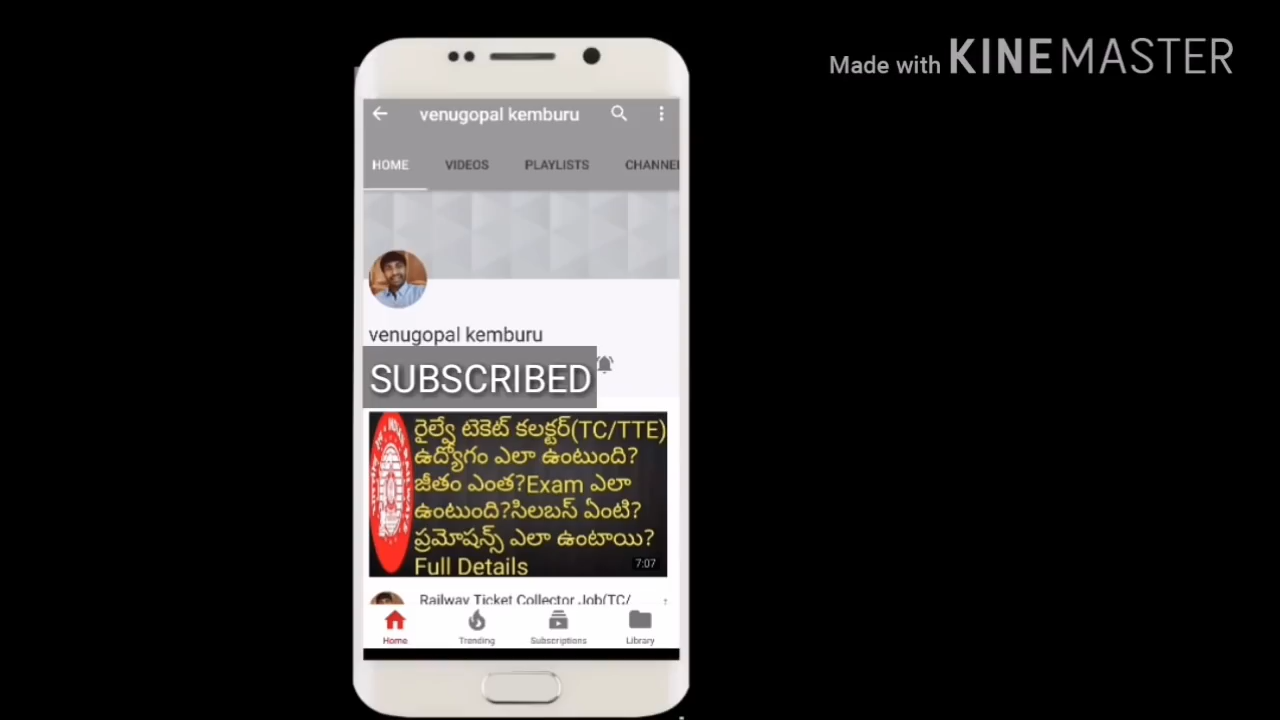 Made with KINEMASTER
venugopal kemburu
HOME VIDEOS PLAYLISTS CHANNEL
venugopal kemburu
SUBSCRIBED
రైల్వే టికెట్ కలక్టర్(TC/TTE)
ఉద్యోగం ఎలా ఉంటుంది?
జీతం ఎంత?Exam ఎలా
ఉంటుంది?సిలబస్ ఏంటి?
ప్రమోషన్స్ ఎలా ఉంటాయి?
Full Details
7:07
Railway Ticket Collector Job(TC/
Home Trending Subscriptions Library